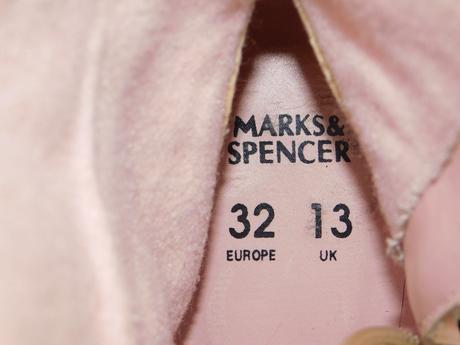 MARKS&
SPENCER
32 13
EUROPE UK